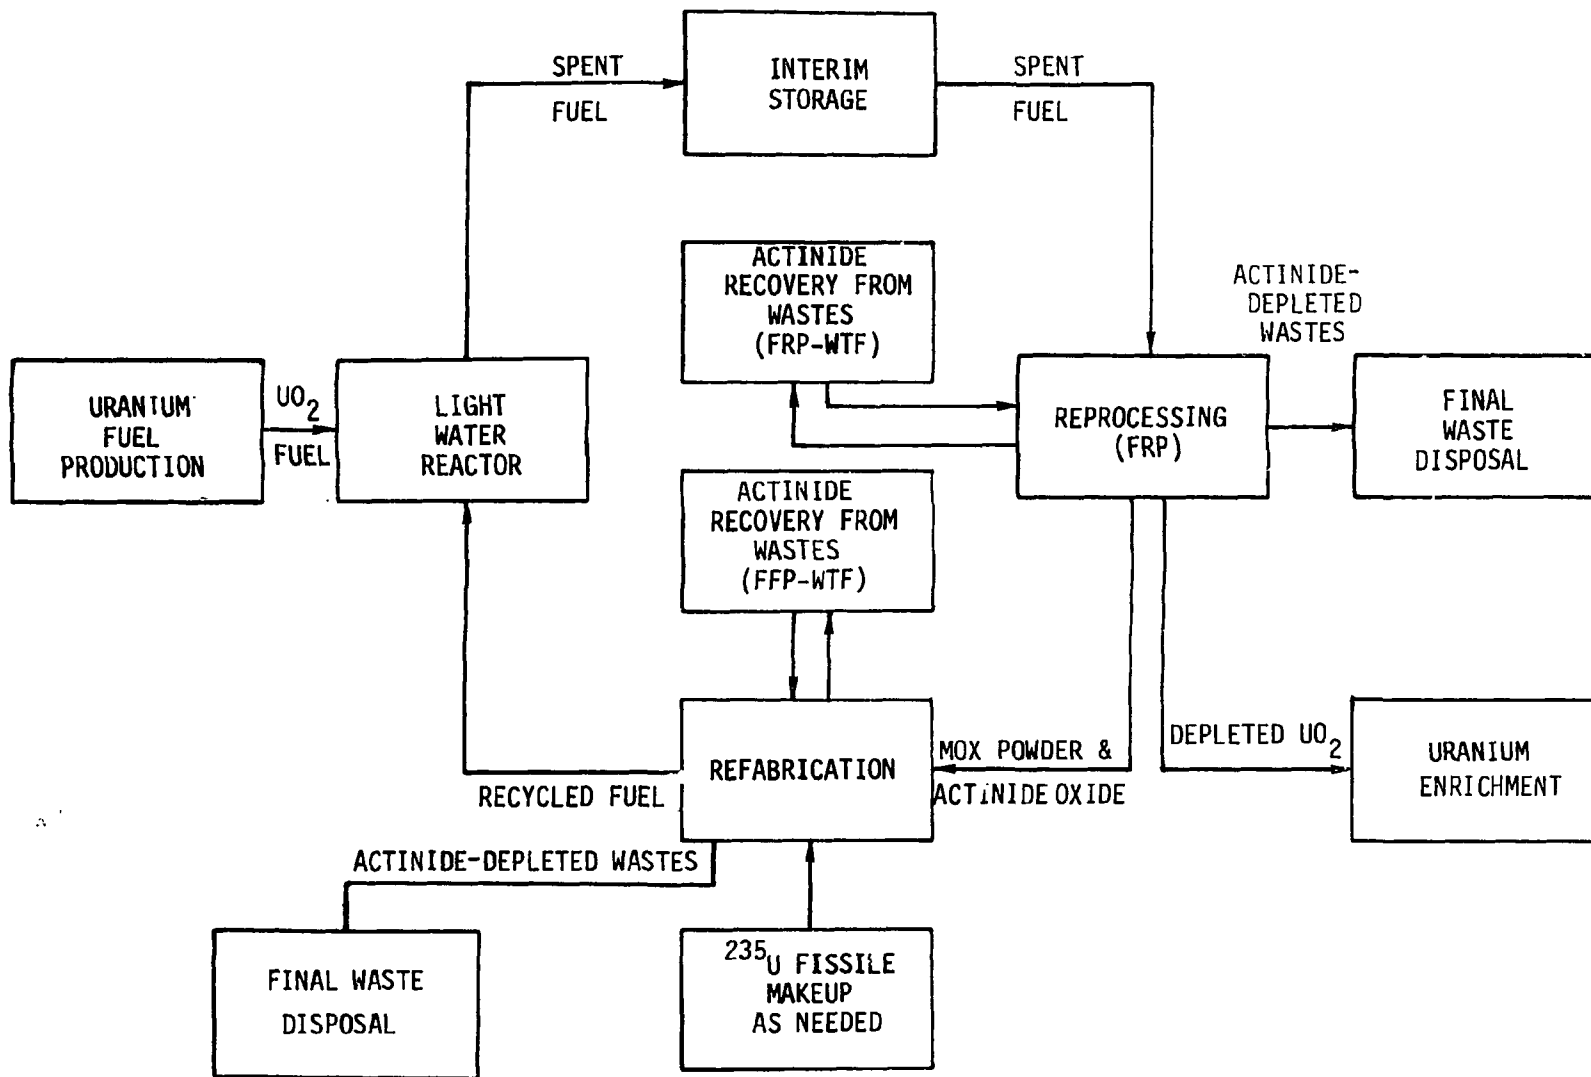 SPENT
FUEL
INTERIM
STORAGE
SPENT
FUEL
ACTINIDE
RECOVERY FROM
WASTES
(FRP-WTF)
ACTINIDE-
DEPLETED
WASTES
URANIUM
FUEL
PRODUCTION
UO2
FUEL
LIGHT
WATER
REACTOR
REPROCESSING
(FRP)
FINAL
WASTE
DISPOSAL
ACTINIDE
RECOVERY FROM
WASTES
(FFP-WTF)
REFABRICATION
RECYCLED FUEL
MOX POWDER &
ACTINIDE OXIDE
DEPLETED UO2
URANIUM
ENRICHMENT
ACTINIDE-DEPLETED WASTES
FINAL WASTE
DISPOSAL
235U FISSILE
MAKEUP
AS NEEDED